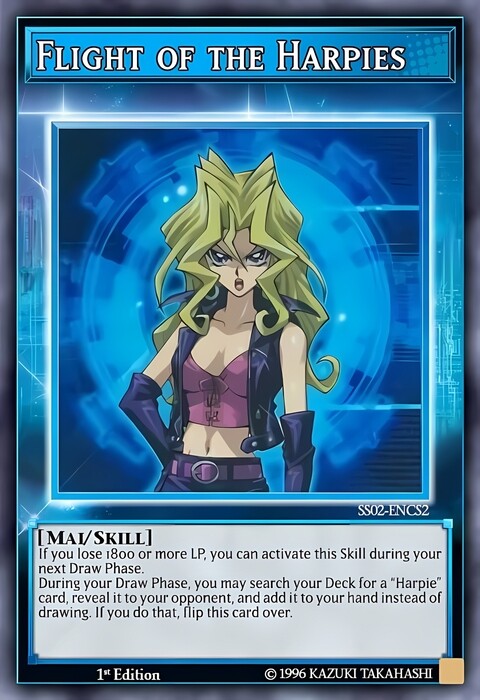 FLIGHT OF THE HARPIES
SS02-ENCS2
[MAI/SKILL]
If you lose 1800 or more LP, you can activate this Skill during your
next Draw Phase.
During your Draw Phase, you may search your Deck for a “Harpie”
card, reveal it to your opponent, and add it to your hand instead of
drawing. If you do that, flip this card over.
1st Edition
© 1996 KAZUKI TAKAHASHI